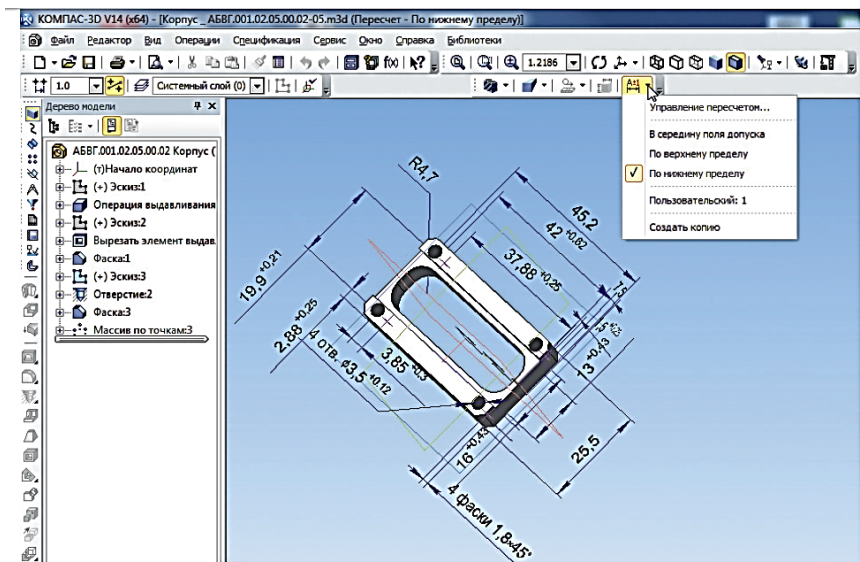 КОМПАС-3D V14 (x64) - [Корпус _ АБВГ.001.02.05.00.02-05.m3d (Пересчет - По нижнему пределу)]
Файл Редактор Вид Операции Спецификация Сервис Окно Справка Библиотеки
f(x) 1.2186
1.0 Системный слой (0)
Управление пересчетом...
В середину поля допуска
По верхнему пределу
По нижнему пределу
Пользовательский: 1
Создать копию
Дерево модели
АБВГ.001.02.05.00.02 Корпус (
(т)Начало координат
(+) Эскиз:1
Операция выдавливания
(+) Эскиз:2
Вырезать элемент выдав.
Фаска:1
(+) Эскиз:3
Отверстие:2
Фаска:3
Массив по точкам:3
R4,7
45,2
42 +0,62
37,88 +0,25
19,9 +0,21
2,88 +0,25
3,85 +0,3
4 отв. ⌀3,5 +0,12
7,5
13 +0,43
16 +0,43
25,5
4 фаски 1,8×45°